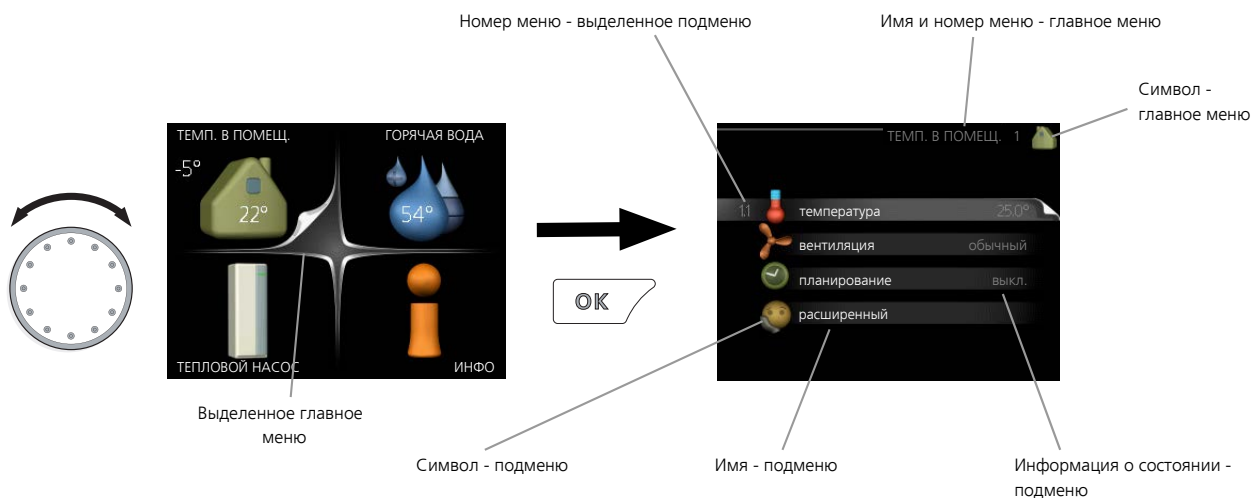 Номер меню - выделенное подменю
Имя и номер меню - главное меню
Символ -
главное меню
ТЕМП. В ПОМЕЩ.
ГОРЯЧАЯ ВОДА
-5°
22°
54°
ТЕПЛОВОЙ НАСОС
ИНФО
OK
ТЕМП. В ПОМЕЩ. 1
1.1 температура 25.0°
вентиляция обычный
планирование выкл.
расширенный
Выделенное главное
меню
Символ - подменю
Имя - подменю
Информация о состоянии -
подменю